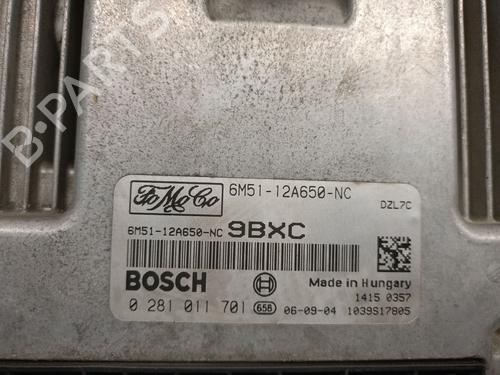 B-PARTS
FoMoCo
6M51-12A650-NC
DZL7C
6M51-12A650-NC 9BXC
BOSCH
Made in Hungary
1415 0357
0 281 011 701 658 06-09-04 1039S17805